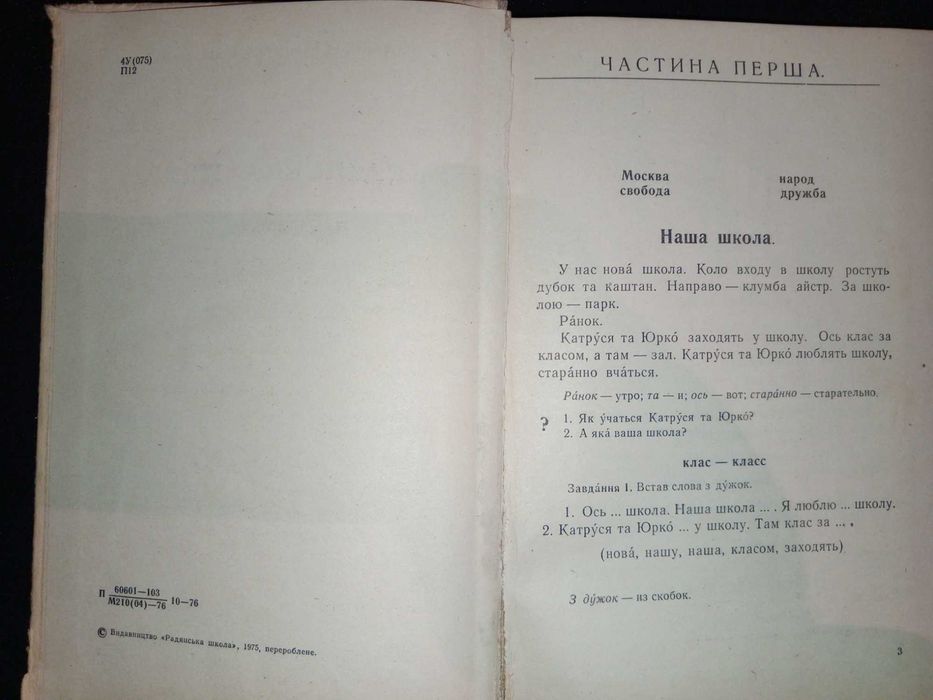 4У(075)
П12
П 60601—103
М210(04)—76 10—76
© Видавництво «Радянська школа», 1975, перероблене.
ЧАСТИНА ПЕРША.
Москва народ
свобода дружба
Наша школа.
У нас нова́ школа. Коло входу в школу ростуть
дубок та каштан. Направо — клумба айстр. За шко-
лою — парк.
Ра́нок.
Катру́ся та Юрко́ заходять у школу. Ось клас за
класом, а там — зал. Катру́ся та Юрко́ люблять школу,
стара́нно вча́ться.
Ра́нок — утро; та — и; ось — вот; стара́нно — старательно.
? 1. Як у́чаться Катру́ся та Юрко́?
2. А яка́ ваша школа?
клас — класс
Завда́ння 1. Встав слова з ду́жок.
1. Ось ... школа. Наша школа ... . Я люблю ... школу.
2. Катру́ся та Юрко́ ... у школу. Там клас за ... .
(нова́, нашу, наша, класом, заходять)
З ду́жок — из скобок.
3